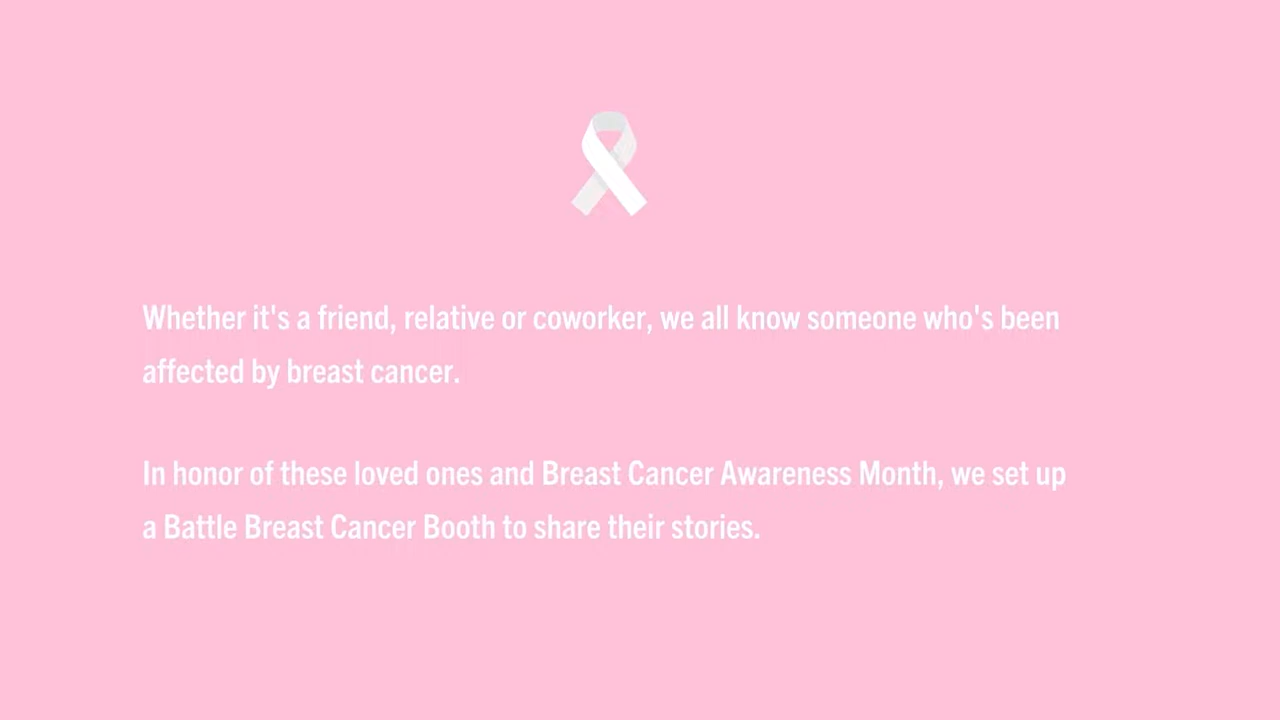 Whether it's a friend, relative or coworker, we all know someone who's been
affected by breast cancer.
In honor of these loved ones and Breast Cancer Awareness Month, we set up
a Battle Breast Cancer Booth to share their stories.